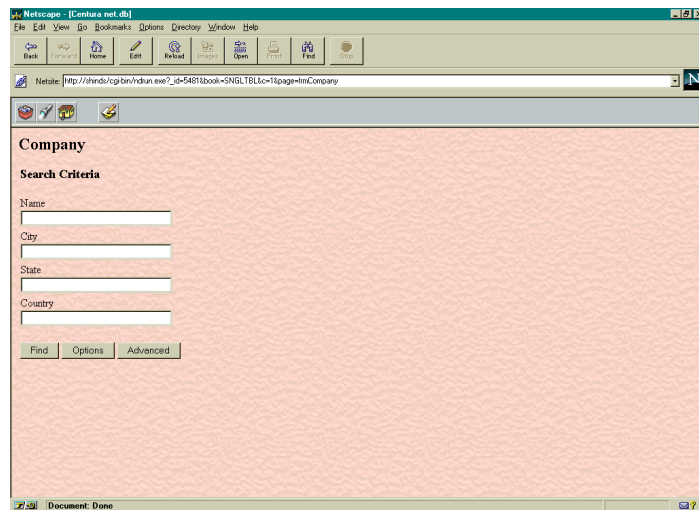 Netscape - [Centura net.db]
File Edit View Go Bookmarks Options Directory Window Help
Back Forward Home Edit Reload Images Open Print Find Stop
Netsite: http://shinds/cgi-bin/ndrun.exe?_id=5481&book=SNGLTBL&c=1&page=frmCompany
N
Company
Search Criteria
Name
City
State
Country
Find Options Advanced
Document: Done